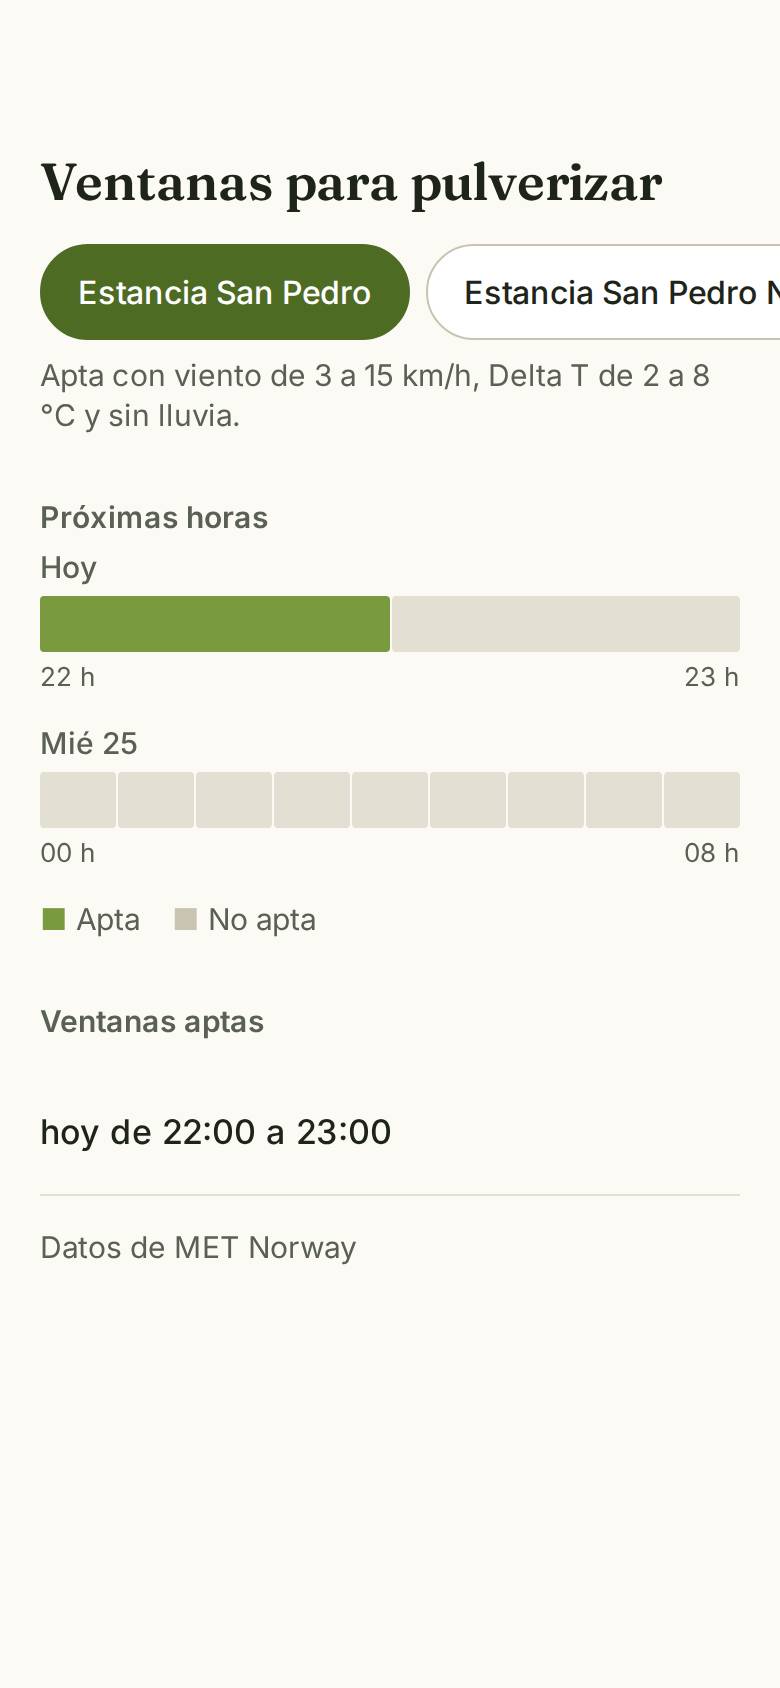 Ventanas para pulverizar
Estancia San Pedro
Estancia San Pedro N
Apta con viento de 3 a 15 km/h, Delta T de 2 a 8
°C y sin lluvia.
Próximas horas
Hoy
22 h
23 h
Mié 25
00 h
08 h
Apta
No apta
Ventanas aptas
hoy de 22:00 a 23:00
Datos de MET Norway